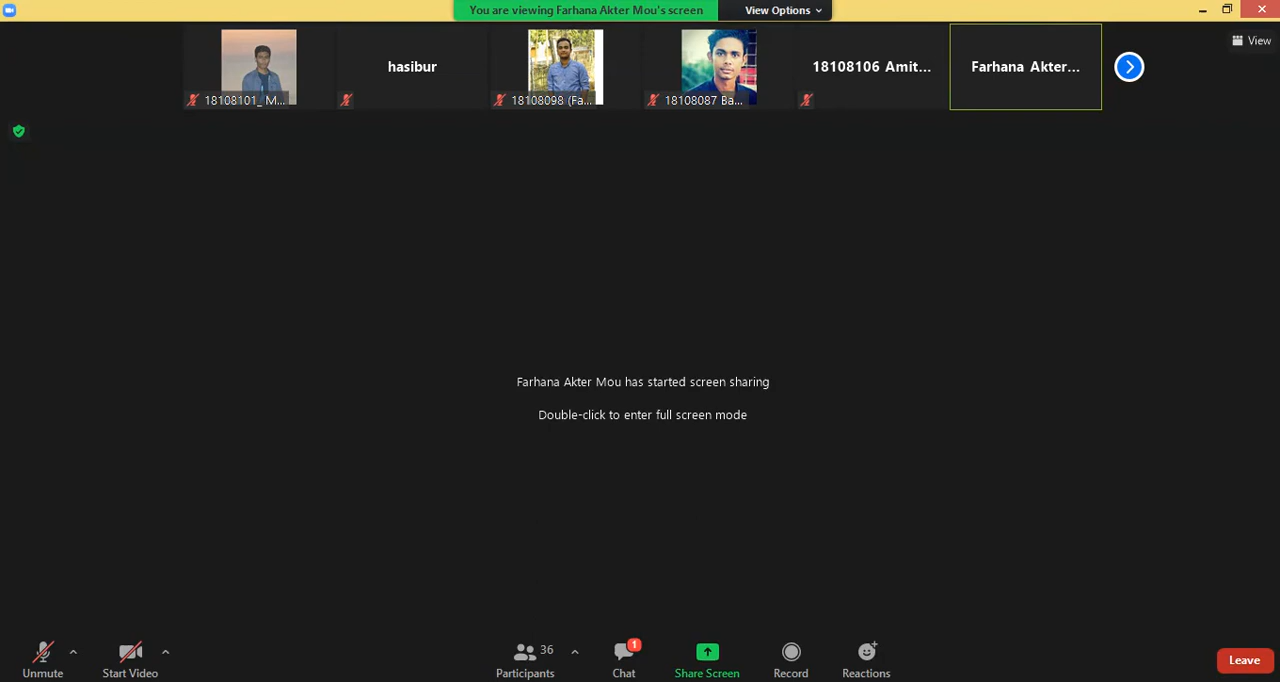 You are viewing Farhana Akter Mou's screen
View Options
View
18108101_ M...
hasibur
18108098 (Fa...
18108087 Ba...
18108106 Amit...
Farhana Akter...
Farhana Akter Mou has started screen sharing
Double-click to enter full screen mode
Unmute
Start Video
36
Participants
1
Chat
Share Screen
Record
Reactions
Leave